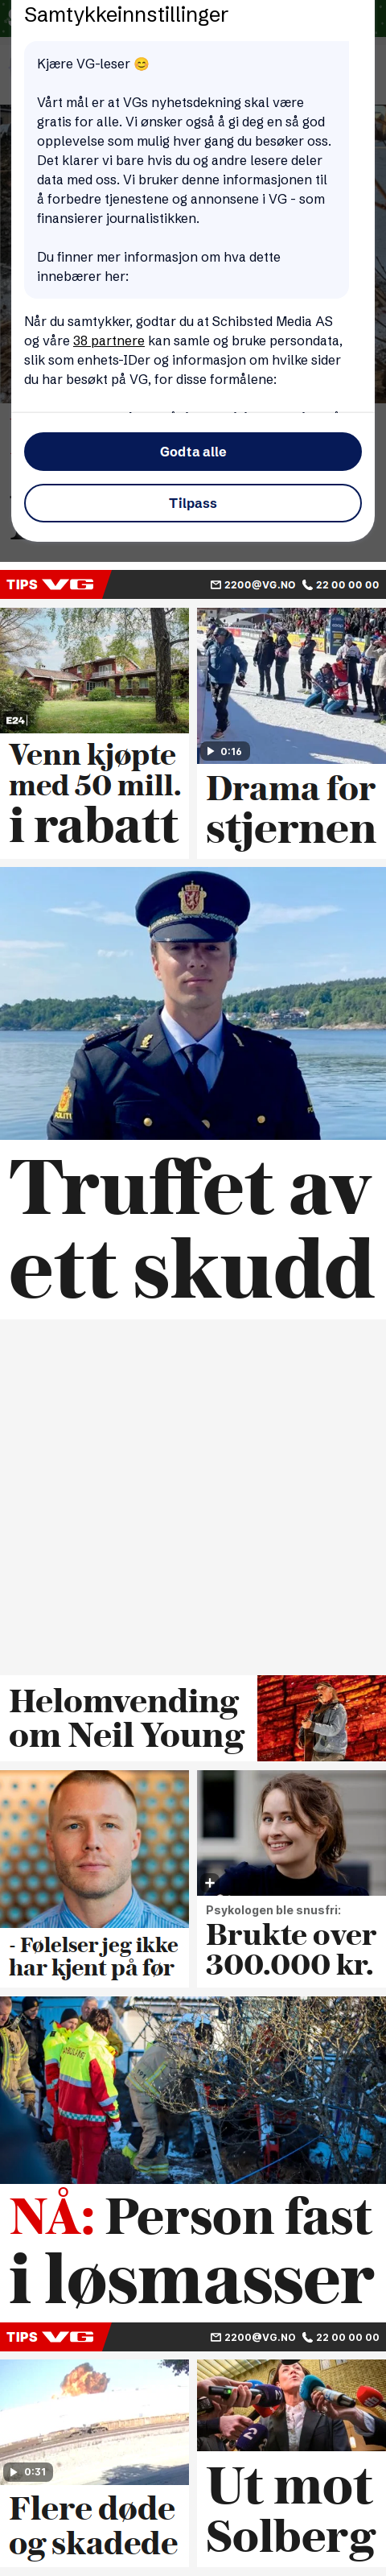 Samtykkeinnstillinger
Kjære VG-leser 😊
Vårt mål er at VGs nyhetsdekning skal være
gratis for alle. Vi ønsker også å gi deg en så god
opplevelse som mulig hver gang du besøker oss.
Det klarer vi bare hvis du og andre lesere deler
data med oss. Vi bruker denne informasjonen til
å forbedre tjenestene og annonsene i VG - som
finansierer journalistikken.
Du finner mer informasjon om hva dette
innebærer her:
Når du samtykker, godtar du at Schibsted Media AS
og våre 38 partnere kan samle og bruke persondata,
slik som enhets-IDer og informasjon om hvilke sider
du har besøkt på VG, for disse formålene:
Godta alle
Tilpass
TIPS VG 2200@VG.NO 22 00 00 00
E24
Venn kjøpte
med 50 mill.
i rabatt
0:16
Drama for
stjernen
POLITI
Truffet av
ett skudd
Helomvending
om Neil Young
- Følelser jeg ikke
har kjent på før
Psykologen ble snusfri:
Brukte over
300.000 kr.
NÅ: Person fast
i løsmasser
TIPS VG 2200@VG.NO 22 00 00 00
0:31
Flere døde
og skadede
2
Ut mot
Solberg